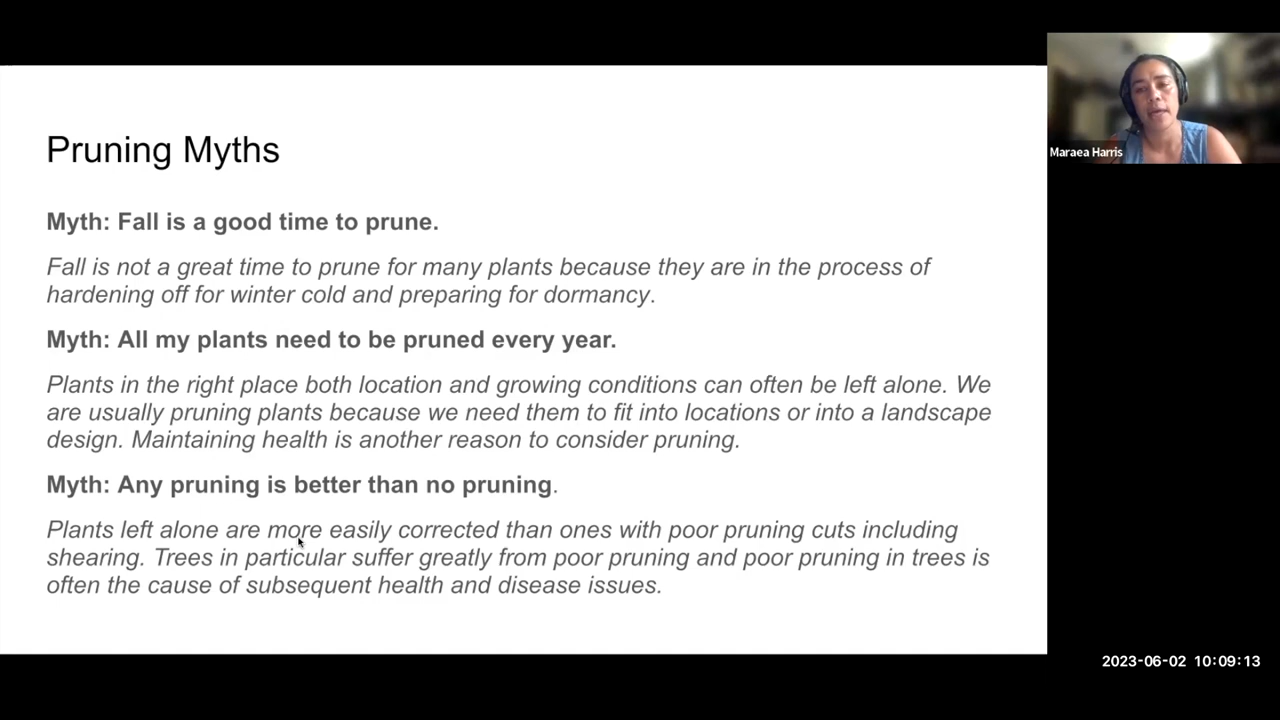 Pruning Myths
Myth: Fall is a good time to prune.
Fall is not a great time to prune for many plants because they are in the process of
hardening off for winter cold and preparing for dormancy.
Myth: All my plants need to be pruned every year.
Plants in the right place both location and growing conditions can often be left alone. We
are usually pruning plants because we need them to fit into locations or into a landscape
design. Maintaining health is another reason to consider pruning.
Myth: Any pruning is better than no pruning.
Plants left alone are more easily corrected than ones with poor pruning cuts including
shearing. Trees in particular suffer greatly from poor pruning and poor pruning in trees is
often the cause of subsequent health and disease issues.
Maraea Harris
2023-06-02 10:09:13